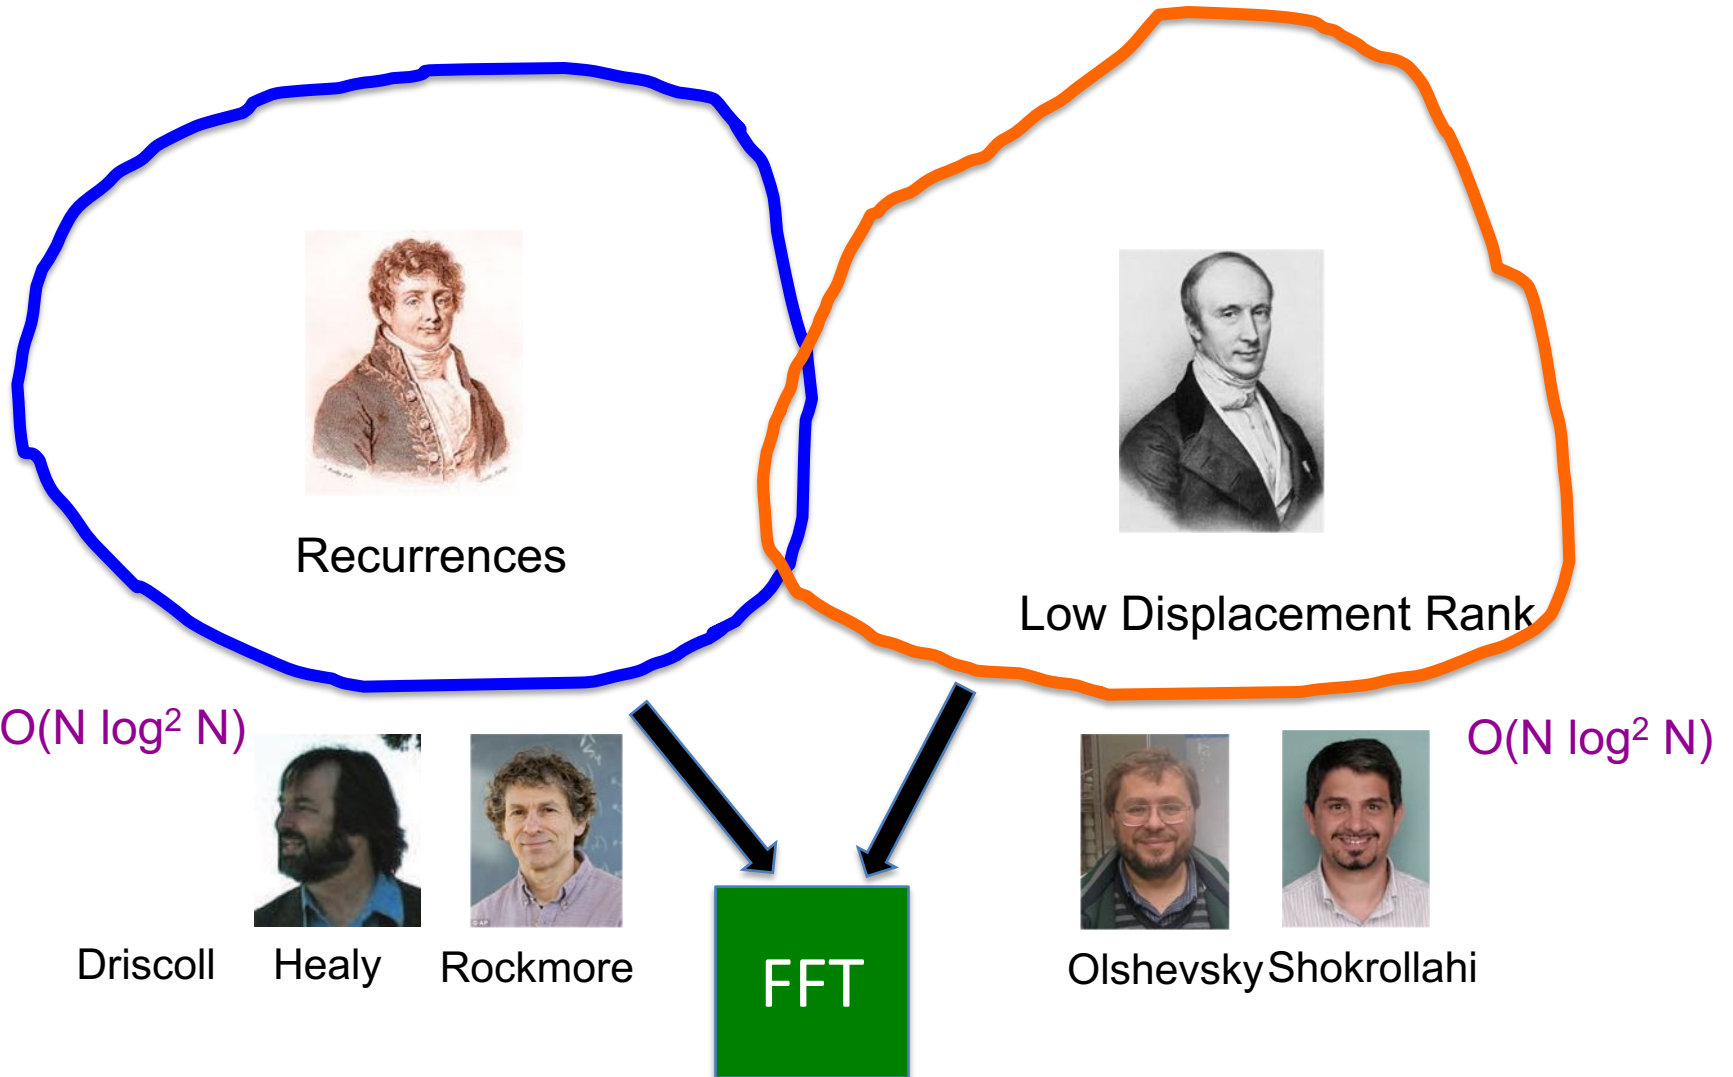 Recurrences
Low Displacement Rank
O(N log² N)
O(N log² N)
Driscoll
Healy
Rockmore
Olshevsky
Shokrollahi
FFT